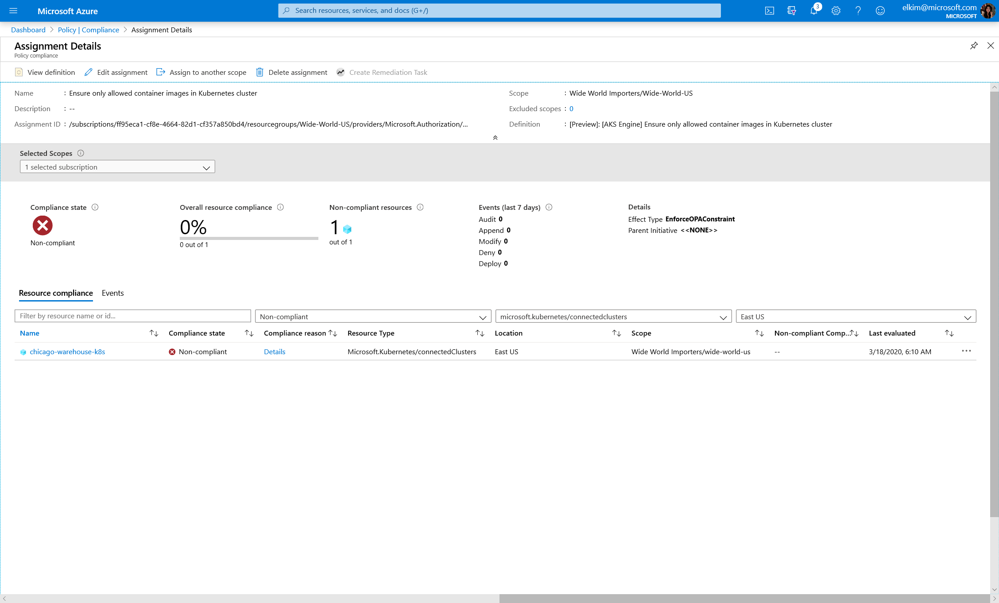 Microsoft Azure
Search resources, services, and docs (G+/)
3
elkim@microsoft.com
MICROSOFT
Dashboard > Policy | Compliance > Assignment Details
Assignment Details
Policy compliance
View definition Edit assignment Assign to another scope Delete assignment Create Remediation Task
Name : Ensure only allowed container images in Kubernetes cluster
Scope : Wide World Importers/Wide-World-US
Description : --
Excluded scopes : 0
Assignment ID : /subscriptions/ff95eca1-cf8e-4664-82d1-cf357a850bd4/resourcegroups/Wide-World-US/providers/Microsoft.Authorization/...
Definition : [Preview]: [AKS Engine] Ensure only allowed container images in Kubernetes cluster
Selected Scopes
1 selected subscription
Compliance state
Non-compliant
Overall resource compliance
0%
0 out of 1
Non-compliant resources
1
out of 1
Events (last 7 days)
Audit 0
Append 0
Modify 0
Deny 0
Deploy 0
Details
Effect Type EnforceOPAConstraint
Parent Initiative <<NONE>>
Resource compliance Events
Filter by resource name or id... Non-compliant microsoft.kubernetes/connectedclusters East US
Name Compliance state Compliance reason Resource Type Location Scope Non-compliant Comp... Last evaluated
chicago-warehouse-k8s Non-compliant Details Microsoft.Kubernetes/connectedClusters East US Wide World Importers/wide-world-us -- 3/18/2020, 6:10 AM ...